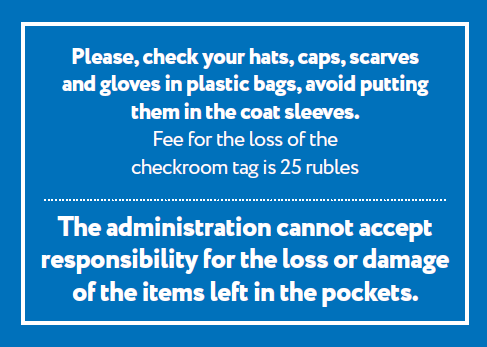 Please, check your hats, caps, scarves
and gloves in plastic bags, avoid putting
them in the coat sleeves.
Fee for the loss of the
checkroom tag is 25 rubles
The administration cannot accept
responsibility for the loss or damage
of the items left in the pockets.